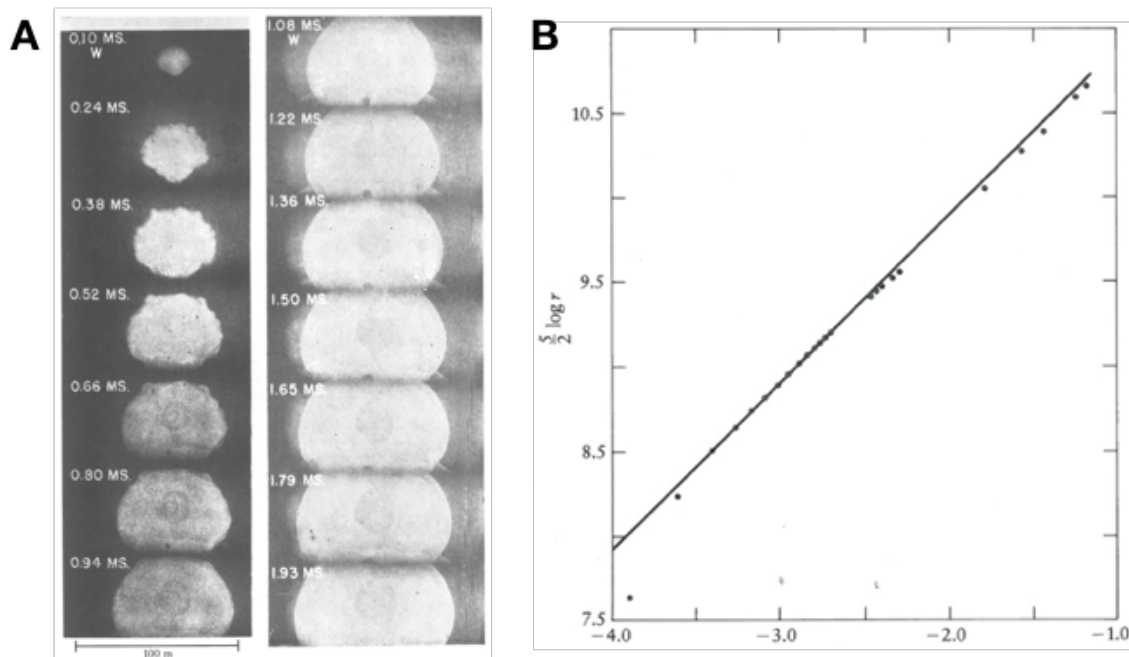 A
0.10 MS.
W
0.24 MS.
0.38 MS.
0.52 MS.
0.66 MS.
0.80 MS.
0.94 MS.
100 m
1.08 MS.
W
1.22 MS.
1.36 MS.
1.50 MS.
1.65 MS.
1.79 MS.
1.93 MS.
B
10.5
9.5
8.5
7.5
5/2 log r
−4.0 −3.0 −2.0 −1.0